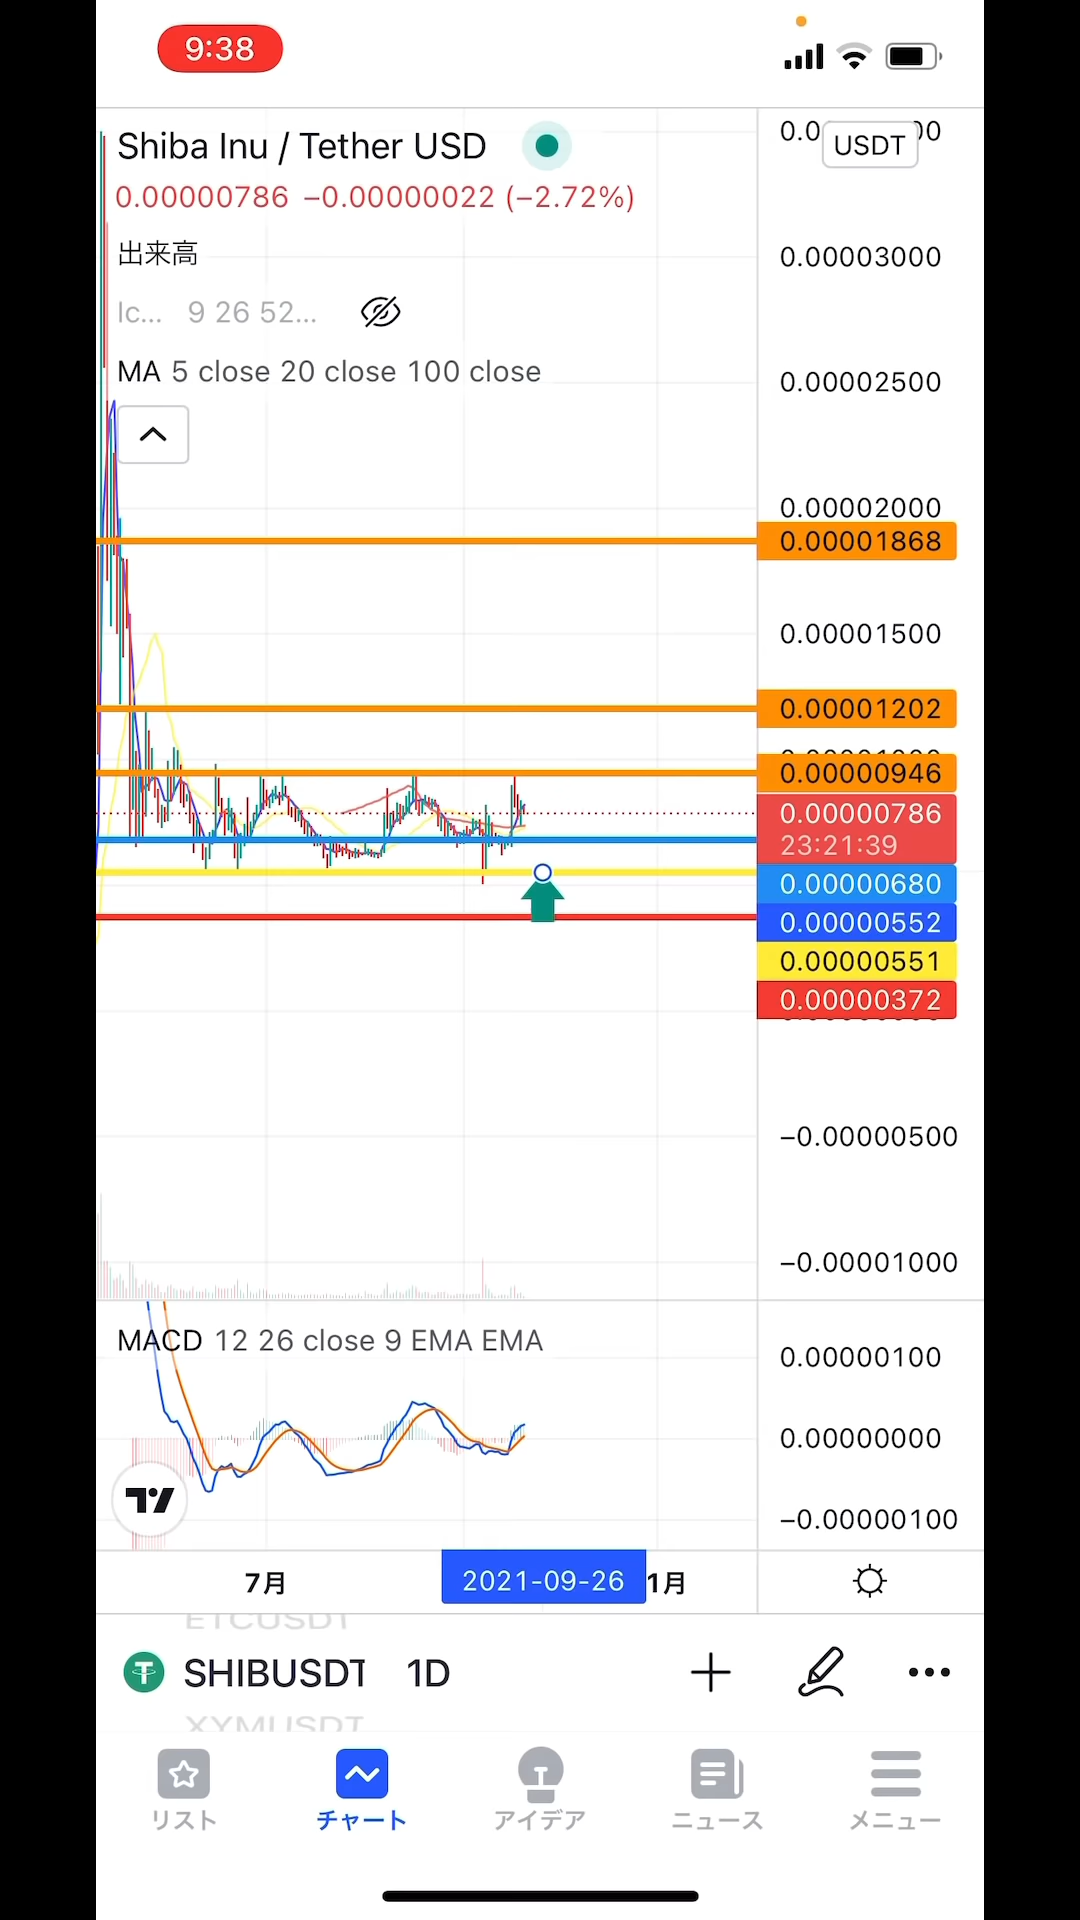 9:38
Shiba Inu / Tether USD
USDT
0.00000786 −0.00000022 (−2.72%)
出来高
0.00003000
Ic... 9 26 52...
MA 5 close 20 close 100 close
0.00002500
0.00002000
0.00001868
0.00001500
0.00001202
0.00000946
0.00000786
23:21:39
0.00000680
0.00000552
0.00000551
0.00000372
−0.00000500
−0.00001000
MACD 12 26 close 9 EMA EMA
0.00000100
0.00000000
−0.00000100
7月 2021-09-26 1月
ETCUSDT
SHIBUSDT 1D
XYMUSDT
リスト チャート アイデア ニュース メニュー